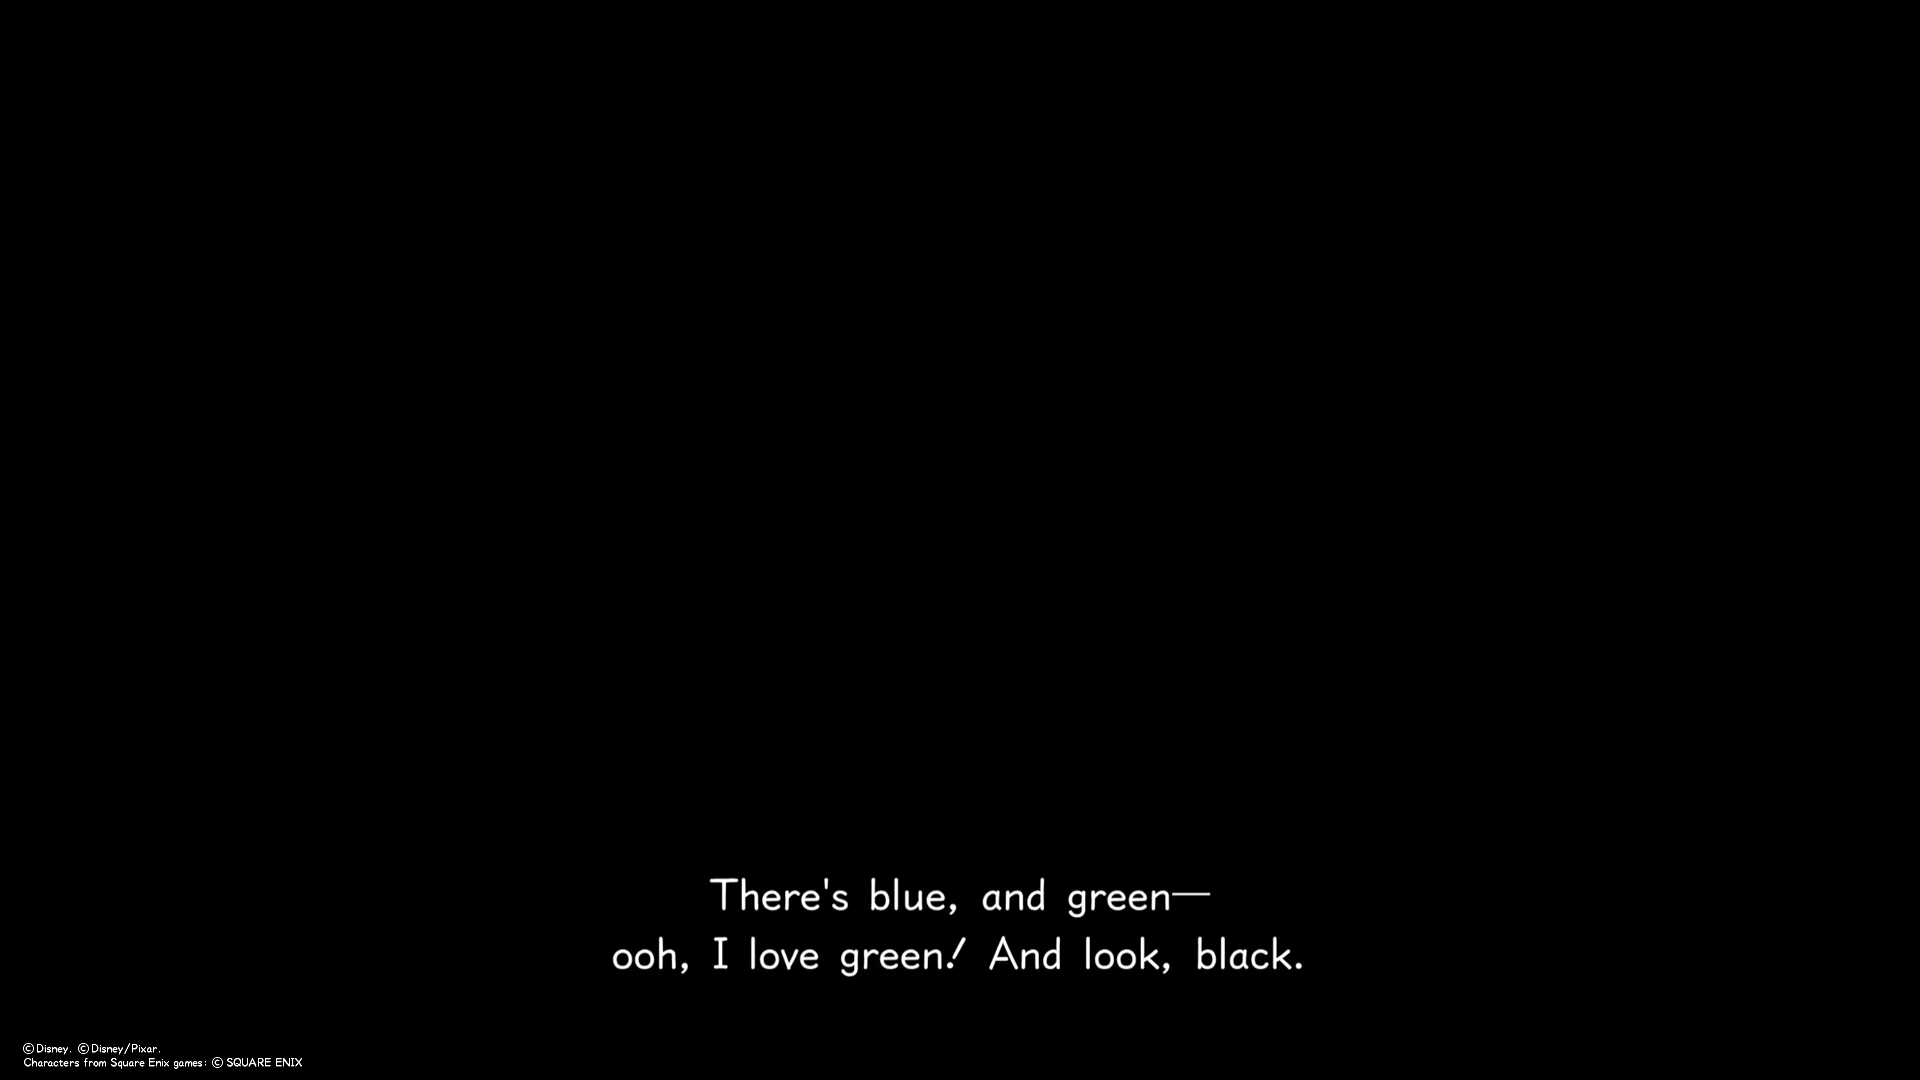 There's blue, and green—
ooh, I love green! And look, black.
©Disney. ©Disney/Pixar.
Characters from Square Enix games: © SQUARE ENIX